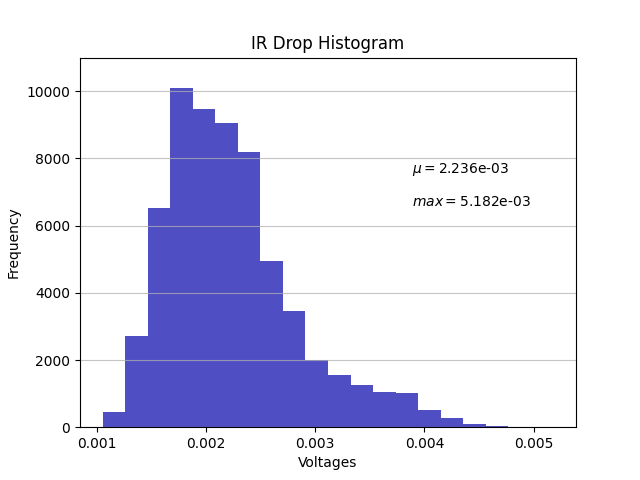 IR Drop Histogram
10000
8000
6000
4000
2000
0
Frequency
μ = 2.236e-03
max = 5.182e-03
0.001 0.002 0.003 0.004 0.005
Voltages